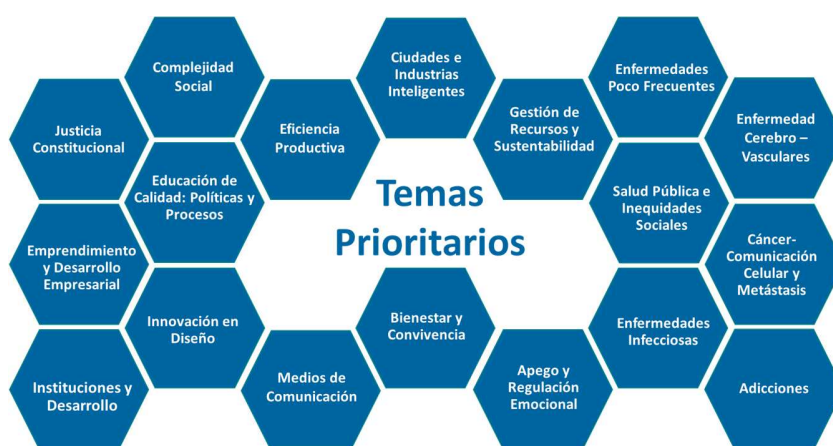 Complejidad
Social
Ciudades e
Industrias
Inteligentes
Enfermedades
Poco Frecuentes
Justicia
Constitucional
Eficiencia
Productiva
Gestión de
Recursos y
Sustentabilidad
Enfermedad
Cerebro –
Vasculares
Educación de
Calidad: Políticas y
Procesos
Temas
Prioritarios
Salud Pública e
Inequidades
Sociales
Emprendimiento
y Desarrollo
Empresarial
Cáncer-
Comunicación
Celular y
Metástasis
Innovación en
Diseño
Bienestar y
Convivencia
Enfermedades
Infecciosas
Instituciones y
Desarrollo
Medios de
Comunicación
Apego y
Regulación
Emocional
Adicciones